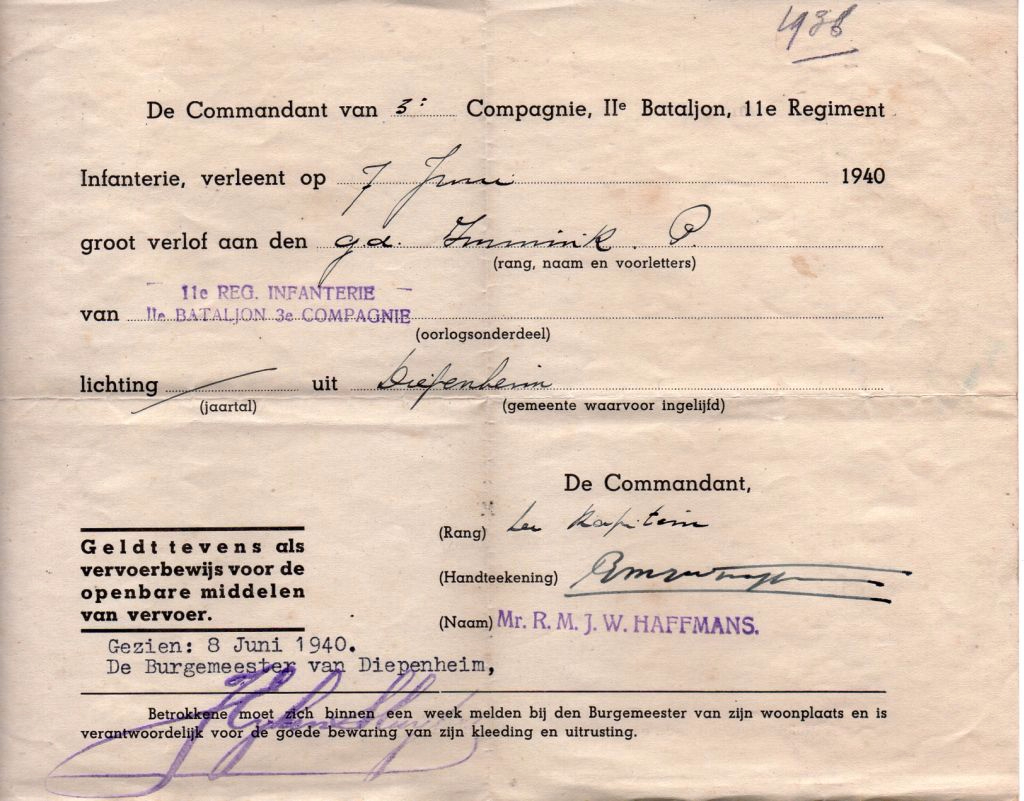 1938
De Commandant van 3e Compagnie, IIe Bataljon, 11e Regiment
Infanterie, verleent op 7 Juni 1940
groot verlof aan den gd. Immink. P.
(rang, naam en voorletters)
11e REG. INFANTERIE
van IIe BATALJON 3e COMPAGNIE
(oorlogsonderdeel)
lichting uit Diepenheim
(jaartal) (gemeente waarvoor ingelijfd)
De Commandant,
(Rang) Kapitein
(Handteekening)
(Naam) Mr. R. M. J. W. HAFFMANS.
Geldt tevens als
vervoerbewijs voor de
openbare middelen
van vervoer.
Gezien: 8 Juni 1940.
De Burgemeester van Diepenheim,
Betrokkene moet zich binnen een week melden bij den Burgemeester van zijn woonplaats en is
verantwoordelijk voor de goede bewaring van zijn kleeding en uitrusting.